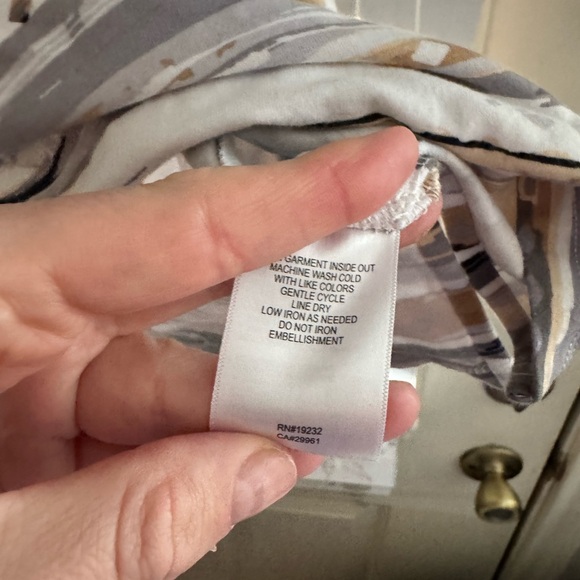 GARMENT INSIDE OUT
MACHINE WASH COLD
WITH LIKE COLORS
GENTLE CYCLE
LINE DRY
LOW IRON AS NEEDED
DO NOT IRON
EMBELLISHMENT
RN#19232
CA#29961